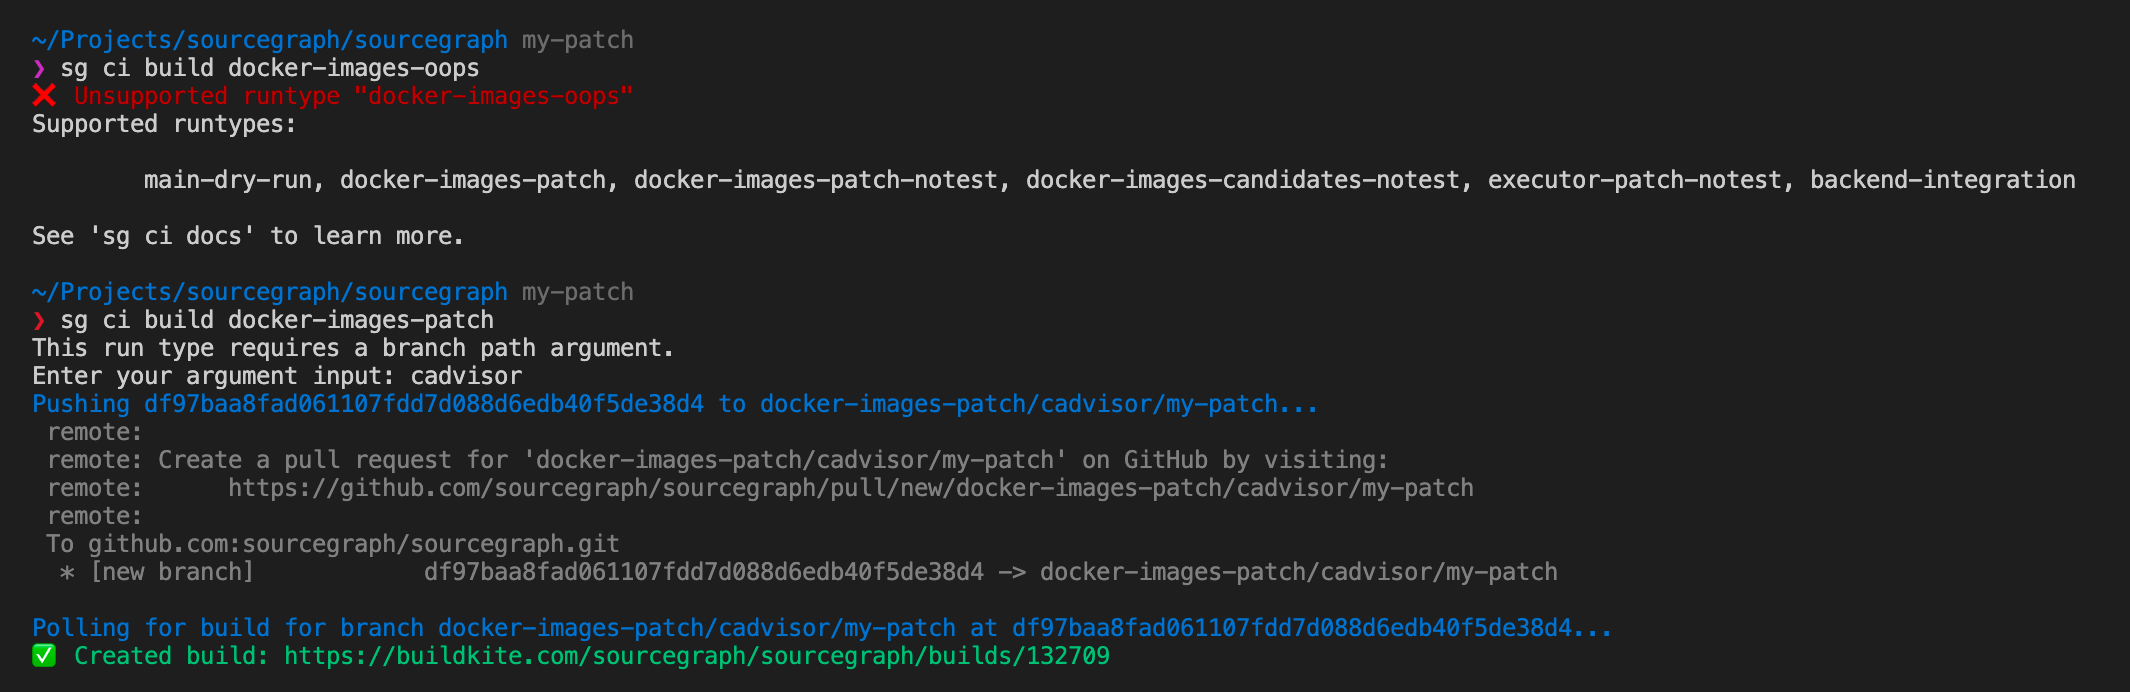 ~/Projects/sourcegraph/sourcegraph my-patch
❯ sg ci build docker-images-oops
❌ Unsupported runtype "docker-images-oops"
Supported runtypes:
main-dry-run, docker-images-patch, docker-images-patch-notest, docker-images-candidates-notest, executor-patch-notest, backend-integration
See 'sg ci docs' to learn more.
~/Projects/sourcegraph/sourcegraph my-patch
❯ sg ci build docker-images-patch
This run type requires a branch path argument.
Enter your argument input: cadvisor
Pushing df97baa8fad061107fdd7d088d6edb40f5de38d4 to docker-images-patch/cadvisor/my-patch...
remote:
remote: Create a pull request for 'docker-images-patch/cadvisor/my-patch' on GitHub by visiting:
remote:      https://github.com/sourcegraph/sourcegraph/pull/new/docker-images-patch/cadvisor/my-patch
remote:
To github.com:sourcegraph/sourcegraph.git
* [new branch]            df97baa8fad061107fdd7d088d6edb40f5de38d4 -> docker-images-patch/cadvisor/my-patch
Polling for build for branch docker-images-patch/cadvisor/my-patch at df97baa8fad061107fdd7d088d6edb40f5de38d4...
✅ Created build: https://buildkite.com/sourcegraph/sourcegraph/builds/132709